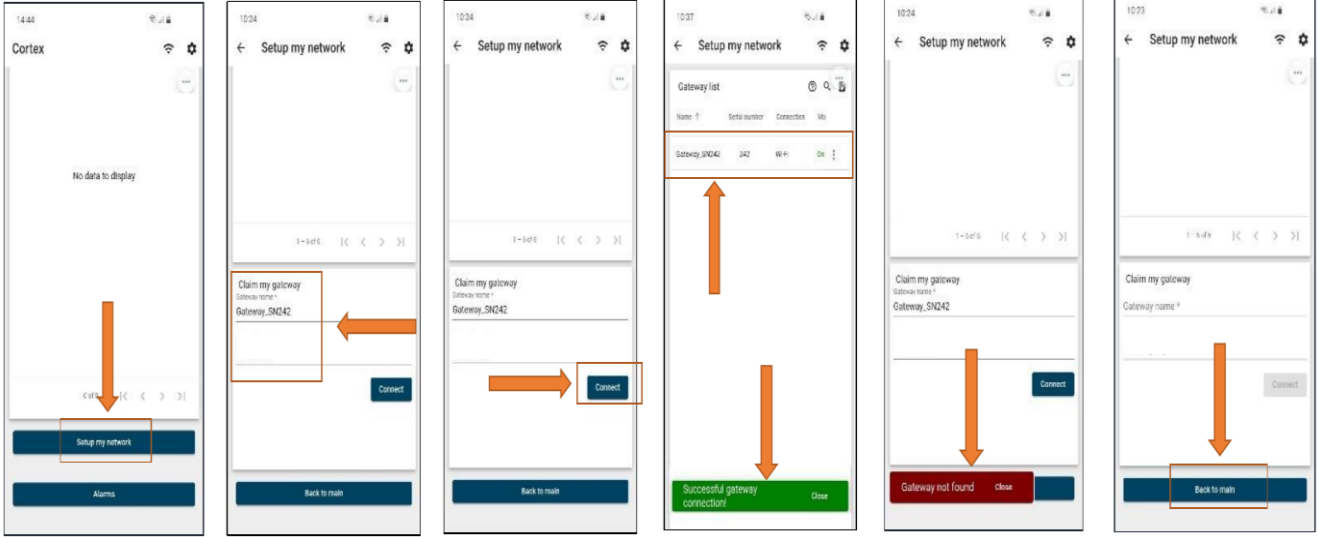 14:44
Cortex
No data to display
Setup my network
Alarms
10:34
Setup my network
Claim my gateway
Gateway name *
Gateway_SN242
Connect
Back to main
10:34
Setup my network
Claim my gateway
Gateway name *
Gateway_SN242
Connect
Back to main
10:37
Setup my network
Gateway list
Name
Serial number
Connection
Mo
Gateway_SN242
242
Wi-Fi
On
Successful gateway
connection!
Close
10:24
Setup my network
Claim my gateway
Gateway name *
Gateway_SN242
Connect
Gateway not found
Close
10:23
Setup my network
Claim my gateway
Gateway name *
Connect
Back to main